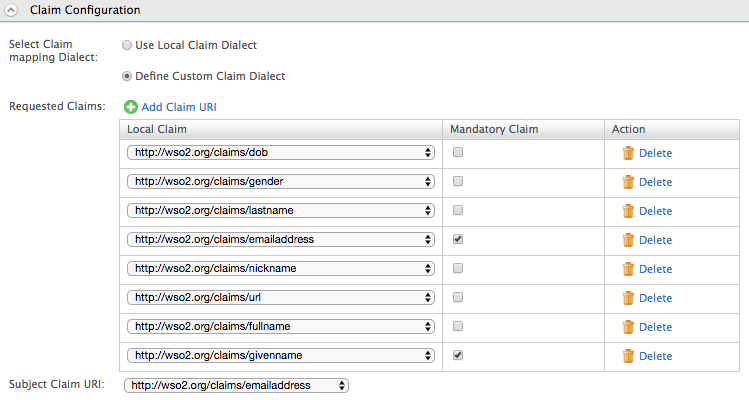 Claim Configuration
Select Claim mapping Dialect:
Use Local Claim Dialect
Define Custom Claim Dialect
Requested Claims:
Add Claim URI
Local Claim Mandatory Claim Action
http://wso2.org/claims/dob Delete
http://wso2.org/claims/gender Delete
http://wso2.org/claims/lastname Delete
http://wso2.org/claims/emailaddress Delete
http://wso2.org/claims/nickname Delete
http://wso2.org/claims/url Delete
http://wso2.org/claims/fullname Delete
http://wso2.org/claims/givenname Delete
Subject Claim URI: http://wso2.org/claims/emailaddress